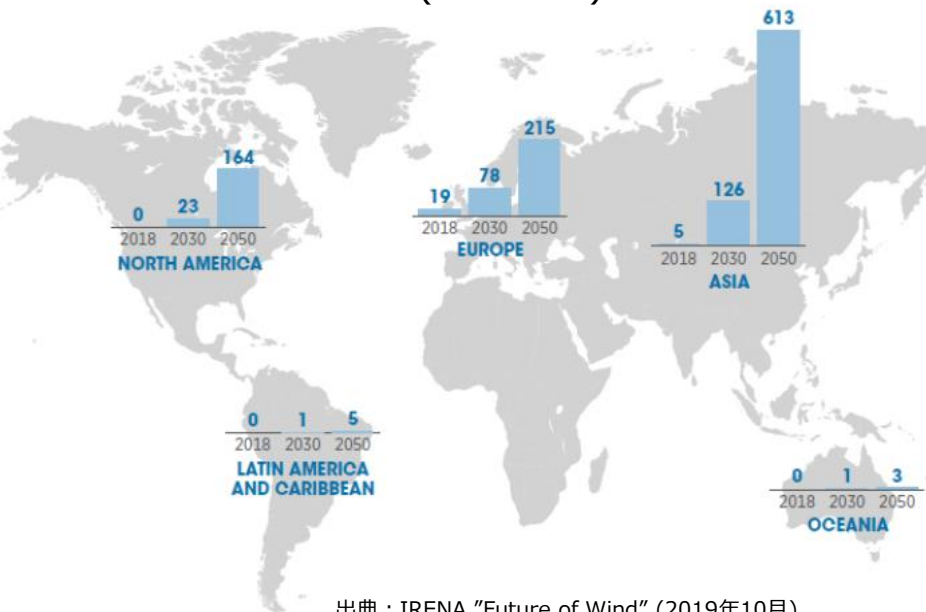 613
215
164
78
126
19
23
0
5
2018 2030 2050
2018 2030 2050
2018 2030 2050
EUROPE
NORTH AMERICA
ASIA
0 1 5
2018 2030 2050
LATIN AMERICA
AND CARIBBEAN
0 1 3
2018 2030 2050
OCEANIA
出典：IRENA "Future of Wind" (2019年10月)